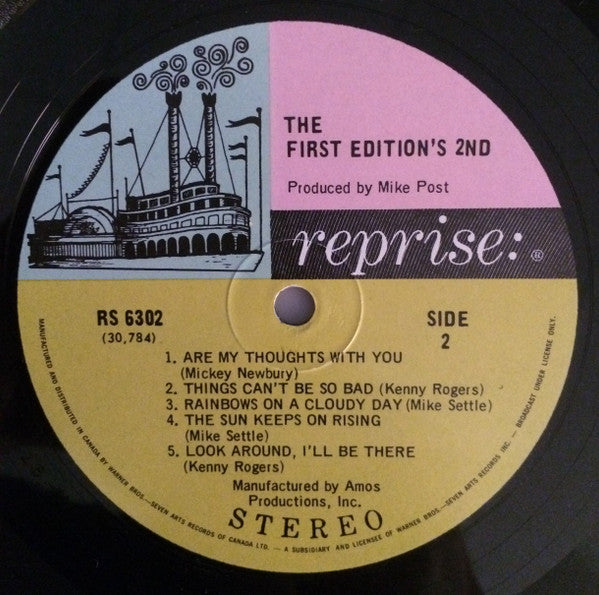 THE
FIRST EDITION'S 2ND
Produced by Mike Post
reprise:®
RS 6302
(30,784)
SIDE
2
1. ARE MY THOUGHTS WITH YOU
(Mickey Newbury)
2. THINGS CAN'T BE SO BAD (Kenny Rogers)
3. RAINBOWS ON A CLOUDY DAY (Mike Settle)
4. THE SUN KEEPS ON RISING
(Mike Settle)
5. LOOK AROUND, I'LL BE THERE
(Kenny Rogers)
Manufactured by Amos
Productions, Inc.
STEREO
MANUFACTURED AND DISTRIBUTED IN CANADA BY WARNER BROS.—SEVEN ARTS RECORDS OF CANADA LTD. — A SUBSIDIARY AND LICENSEE OF WARNER BROS.—SEVEN ARTS RECORDS INC. — BROADCAST UNDER LICENSE ONLY.